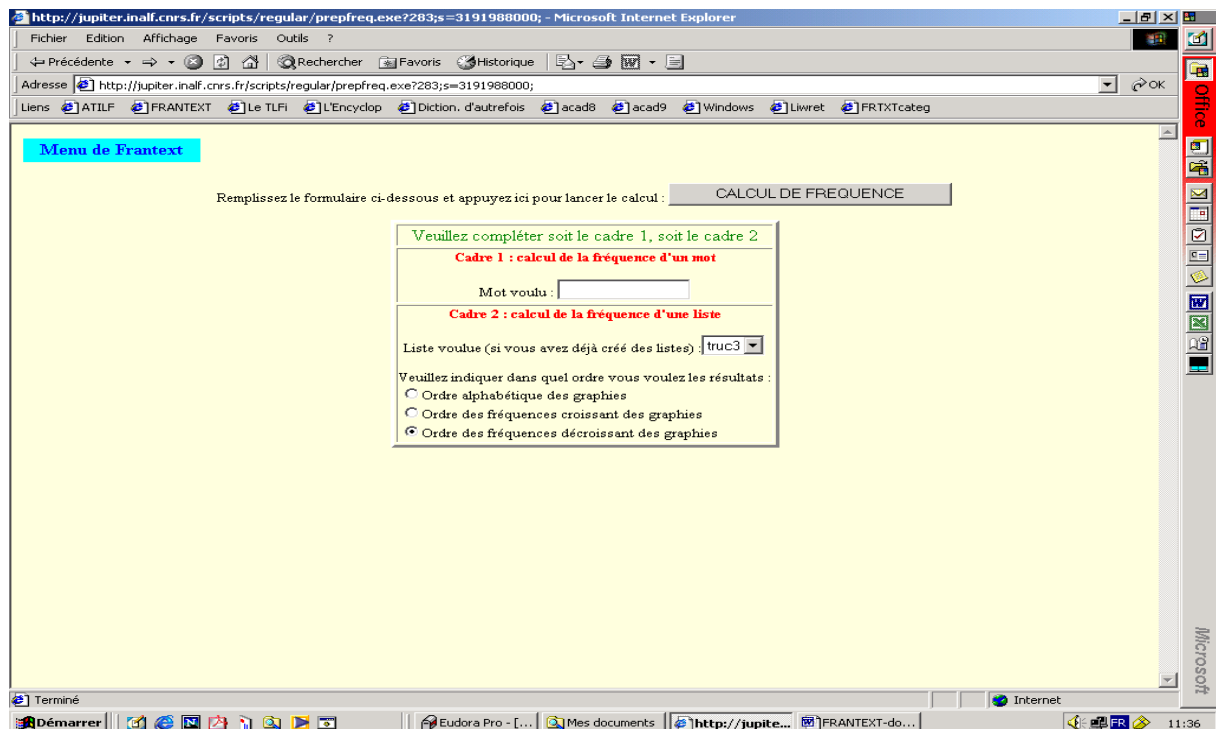 http://jupiter.inalf.cnrs.fr/scripts/regular/prepfreq.exe?283;s=3191988000; - Microsoft Internet Explorer
Fichier Edition Affichage Favoris Outils ?
Précédente Rechercher Favoris Historique
Adresse http://jupiter.inalf.cnrs.fr/scripts/regular/prepfreq.exe?283;s=3191988000; OK
Liens ATILF FRANTEXT Le TLFi L'Encyclop Diction. d'autrefois acad8 acad9 Windows Liwret FRTXTcateg
Office
Menu de Frantext
Remplissez le formulaire ci-dessous et appuyez ici pour lancer le calcul : CALCUL DE FREQUENCE
Veuillez compléter soit le cadre 1, soit le cadre 2
Cadre 1 : calcul de la fréquence d'un mot
Mot voulu :
Cadre 2 : calcul de la fréquence d'une liste
Liste voulue (si vous avez déjà créé des listes) : truc3
Veuillez indiquer dans quel ordre vous voulez les résultats :
Ordre alphabétique des graphies
Ordre des fréquences croissant des graphies
Ordre des fréquences décroissant des graphies
Microsoft
Terminé Internet
Démarrer Eudora Pro - [... Mes documents http://jupite... FRANTEXT-do... FR 11:36